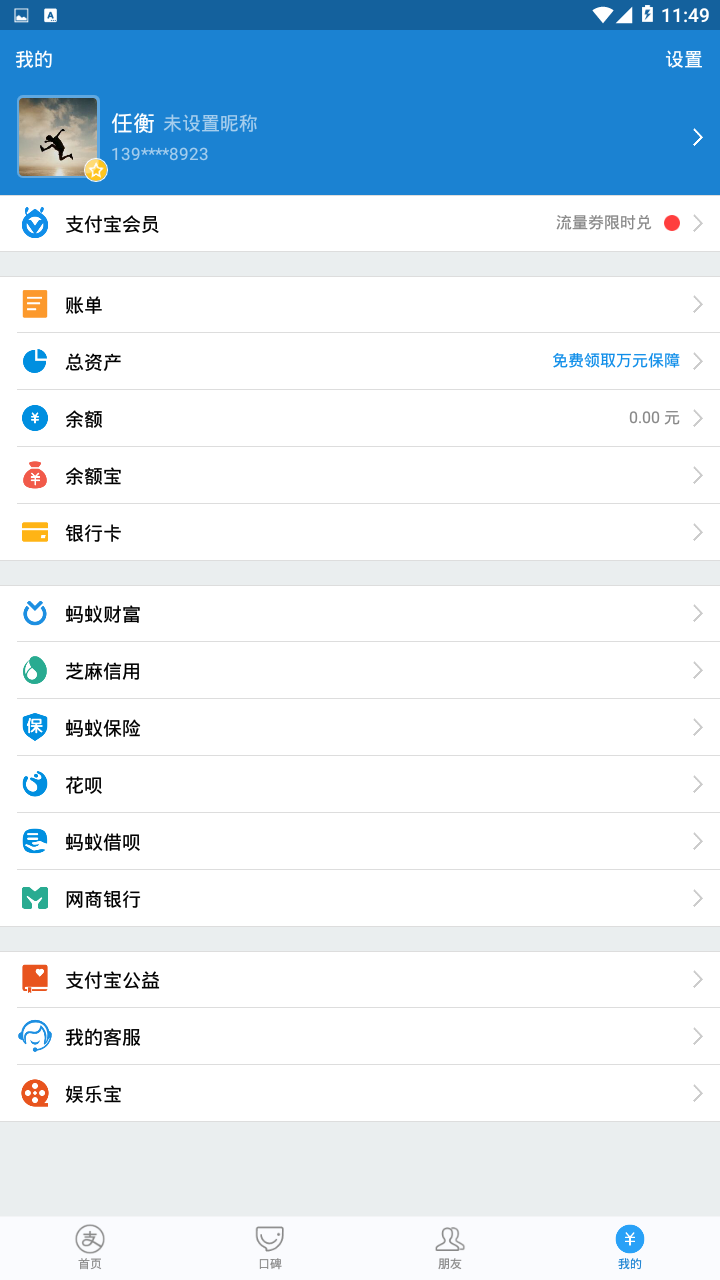 11:49
我的 设置
任衡 未设置昵称
139****8923
支付宝会员 流量券限时兑
账单
总资产 免费领取万元保障
余额 0.00 元
余额宝
银行卡
蚂蚁财富
芝麻信用
保 蚂蚁保险
花呗
蚂蚁借呗
网商银行
支付宝公益
我的客服
娱乐宝
首页 口碑 朋友 我的